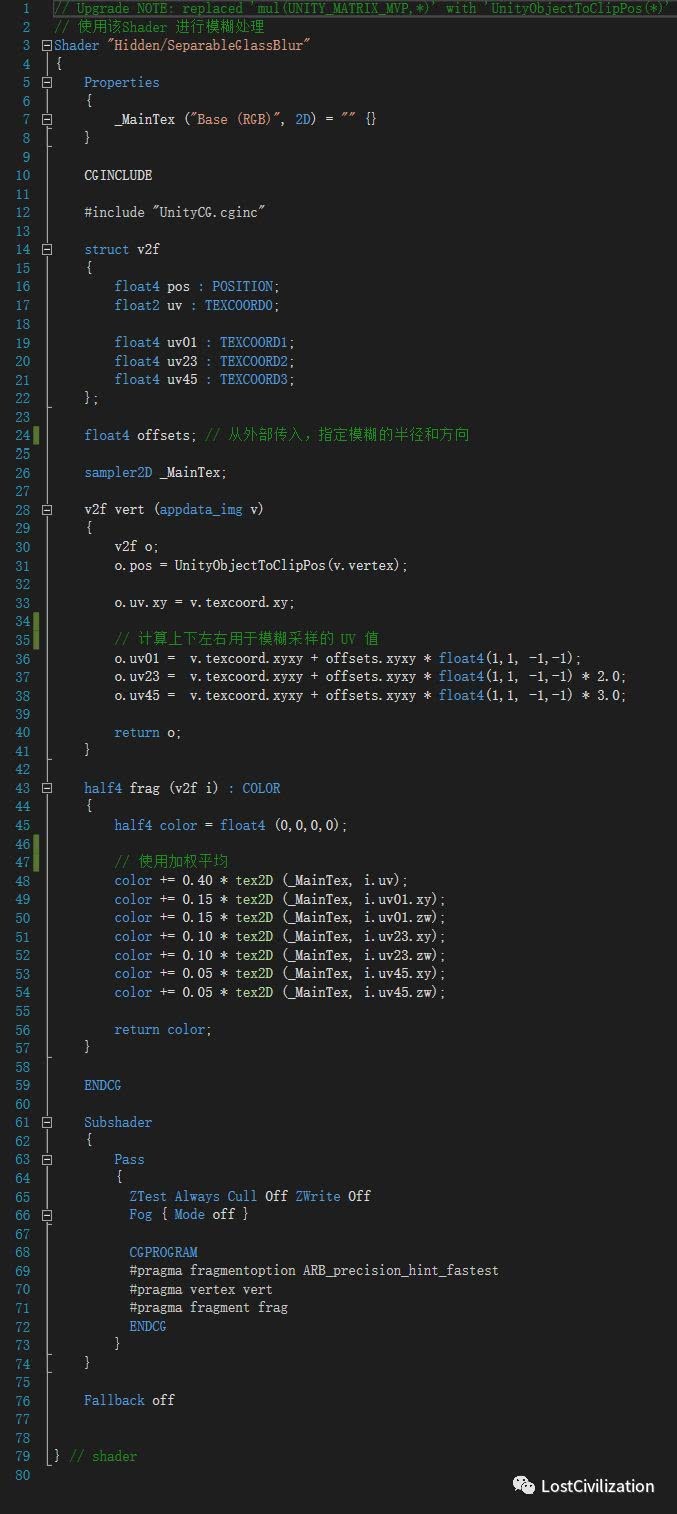 1 // Upgrade NOTE: replaced 'mul(UNITY_MATRIX_MVP,*)' with 'UnityObjectToClipPos(*)'
2 // 使用该Shader 进行模糊处理
3 Shader "Hidden/SeparableGlassBlur"
4 {
5 Properties
6 {
7 _MainTex ("Base (RGB)", 2D) = "" {}
8 }
9
10 CGINCLUDE
11
12 #include "UnityCG.cginc"
13
14 struct v2f
15 {
16 float4 pos : POSITION;
17 float2 uv : TEXCOORD0;
18
19 float4 uv01 : TEXCOORD1;
20 float4 uv23 : TEXCOORD2;
21 float4 uv45 : TEXCOORD3;
22 };
23
24 float4 offsets; // 从外部传入，指定模糊的半径和方向
25
26 sampler2D _MainTex;
27
28 v2f vert (appdata_img v)
29 {
30 v2f o;
31 o.pos = UnityObjectToClipPos(v.vertex);
32
33 o.uv.xy = v.texcoord.xy;
34
35 // 计算上下左右用于模糊采样的 UV 值
36 o.uv01 =  v.texcoord.xyxy + offsets.xyxy * float4(1,1, -1,-1);
37 o.uv23 =  v.texcoord.xyxy + offsets.xyxy * float4(1,1, -1,-1) * 2.0;
38 o.uv45 =  v.texcoord.xyxy + offsets.xyxy * float4(1,1, -1,-1) * 3.0;
39
40 return o;
41 }
42
43 half4 frag (v2f i) : COLOR
44 {
45 half4 color = float4 (0,0,0,0);
46
47 // 使用加权平均
48 color += 0.40 * tex2D (_MainTex, i.uv);
49 color += 0.15 * tex2D (_MainTex, i.uv01.xy);
50 color += 0.15 * tex2D (_MainTex, i.uv01.zw);
51 color += 0.10 * tex2D (_MainTex, i.uv23.xy);
52 color += 0.10 * tex2D (_MainTex, i.uv23.zw);
53 color += 0.05 * tex2D (_MainTex, i.uv45.xy);
54 color += 0.05 * tex2D (_MainTex, i.uv45.zw);
55
56 return color;
57 }
58
59 ENDCG
60
61 Subshader
62 {
63 Pass
64 {
65 ZTest Always Cull Off ZWrite Off
66 Fog { Mode off }
67
68 CGPROGRAM
69 #pragma fragmentoption ARB_precision_hint_fastest
70 #pragma vertex vert
71 #pragma fragment frag
72 ENDCG
73 }
74 }
75
76 Fallback off
77
78
79 } // shader
80
LostCivilization